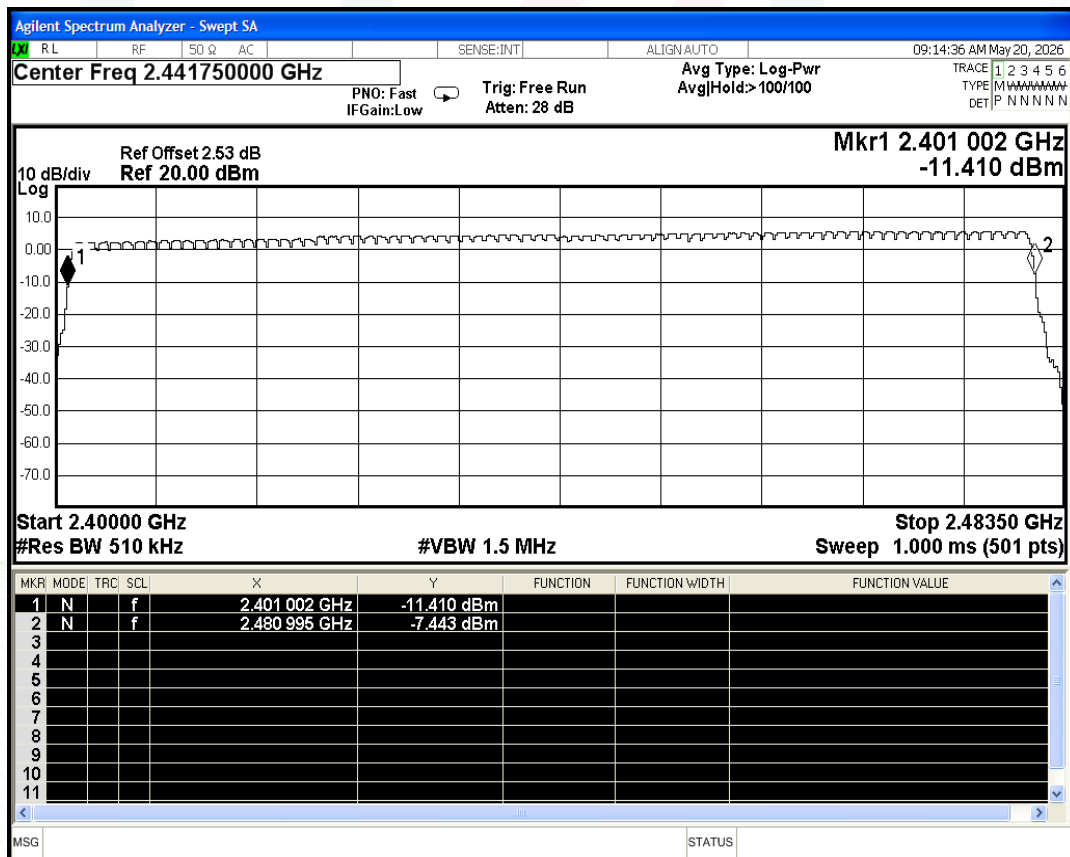 Agilent Spectrum Analyzer - Swept SA
LXI RL RF 50 Ω AC SENSE:INT ALIGN AUTO 09:14:36 AM May 20, 2026
Center Freq 2.441750000 GHz
PNO: Fast
IFGain:Low
Trig: Free Run
Atten: 28 dB
Avg Type: Log-Pwr
Avg|Hold:>100/100
TRACE 1 2 3 4 5 6
TYPE M WWWWW
DET P N N N N N
Mkr1 2.401 002 GHz
-11.410 dBm
Ref Offset 2.53 dB
10 dB/div Ref 20.00 dBm
Log
10.0
0.00
-10.0
-20.0
-30.0
-40.0
-50.0
-60.0
-70.0
1
2
Start 2.40000 GHz Stop 2.48350 GHz
#Res BW 510 kHz #VBW 1.5 MHz Sweep 1.000 ms (501 pts)
MKR MODE TRC SCL X Y FUNCTION FUNCTION WIDTH FUNCTION VALUE
1 N f 2.401 002 GHz -11.410 dBm
2 N f 2.480 995 GHz -7.443 dBm
3
4
5
6
7
8
9
10
11
MSG STATUS